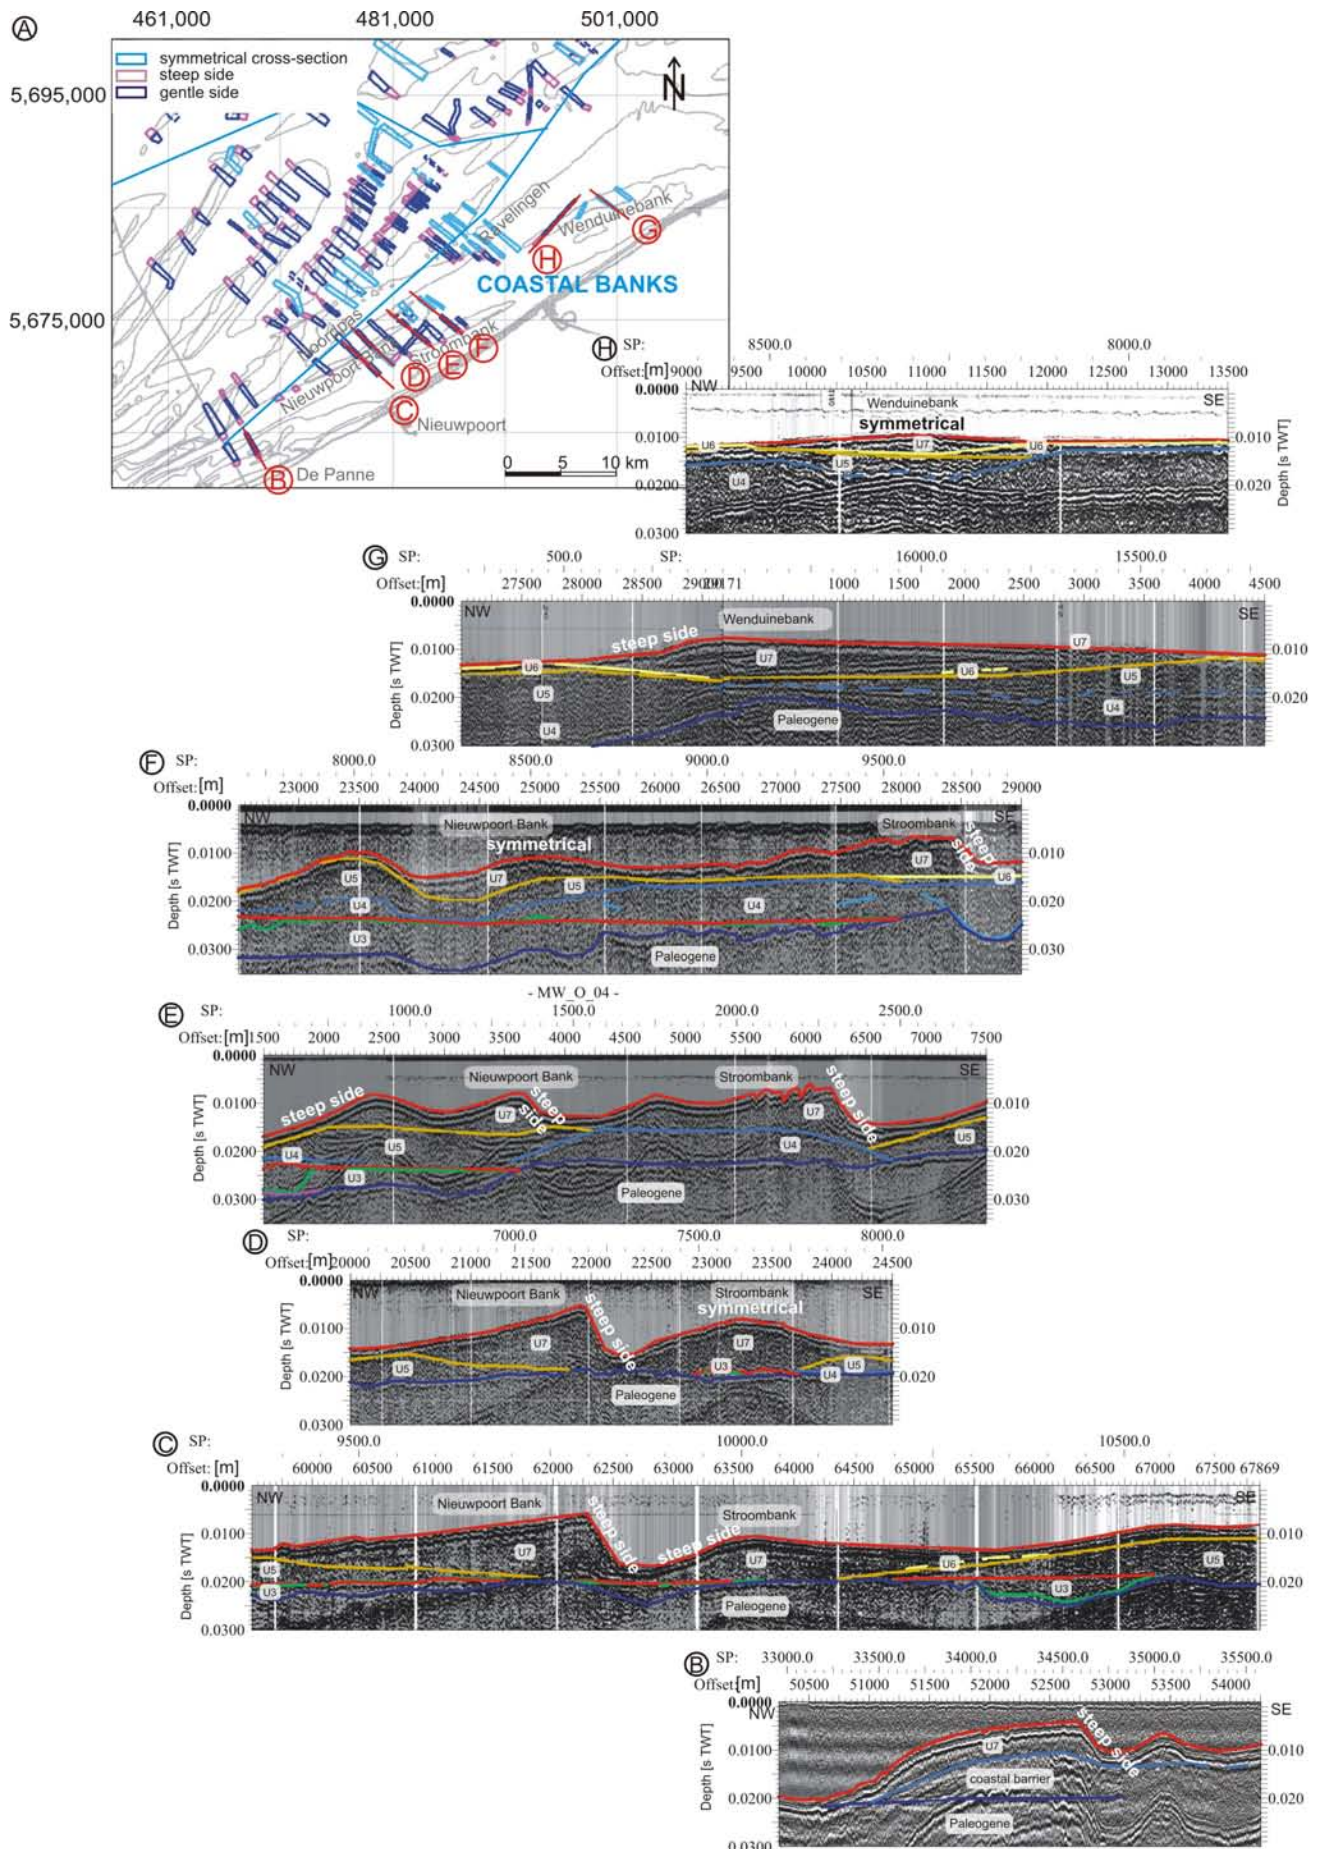 A
461,000 481,000 501,000
symmetrical cross-section
steep side
gentle side
N
5,695,000
5,675,000
Ravelingen
Wenduinebank
G
H
COASTAL BANKS
Noordpas
Nieuwpoort Bank
Stroombank
F
E
D
C
Nieuwpoort
B
De Panne
0 5 10 km
H SP: 8500.0 8000.0
Offset:[m] 9000 9500 10000 10500 11000 11500 12000 12500 13000 13500
0.0000 NW Wenduinebank SE
symmetrical
0.0100 U6 U7 U6 0.010
U5
U4
0.0200 0.020
0.0300
Depth [s TWT] Depth [s TWT]
G SP: 500.0 SP: 16000.0 15500.0
Offset:[m] 27500 28000 28500 29000 29171 1000 1500 2000 2500 3000 3500 4000 4500
0.0000 NW Wenduinebank SE
steep side
0.0100 U7 U7 0.010
U6 U6 U5
0.0200 U5 0.020
U4 Paleogene U4
0.0300
Depth [s TWT]
F SP: 8000.0 8500.0 9000.0 9500.0
Offset:[m] 23000 23500 24000 24500 25000 25500 26000 26500 27000 27500 28000 28500 29000
0.0000 NW Nieuwpoort Bank Stroombank SE
symmetrical steep side
0.0100 U7 0.010
U5 U7 U5 U6
0.0200 U4 U4 0.020
U3
0.0300 Paleogene 0.030
Depth [s TWT]
- MW_O_04 -
E SP: 1000.0 1500.0 2000.0 2500.0
Offset:[m] 1500 2000 2500 3000 3500 4000 4500 5000 5500 6000 6500 7000 7500
0.0000 NW Nieuwpoort Bank Stroombank SE
steep side steep side steep side
0.0100 U7 U7 0.010
U5 U4 U5
0.0200 U4 0.020
U3 Paleogene
0.0300 0.030
Depth [s TWT]
D SP: 7000.0 7500.0 8000.0
Offset:[m] 20000 20500 21000 21500 22000 22500 23000 23500 24000 24500
0.0000 NW Nieuwpoort Bank Stroombank SE
steep side symmetrical
0.0100 U7 U7 0.010
U5 U3 U5
0.0200 U4 0.020
Paleogene
0.0300
Depth [s TWT]
C SP: 9500.0 10000.0 10500.0
Offset:[m] 60000 60500 61000 61500 62000 62500 63000 63500 64000 64500 65000 65500 66000 66500 67000 67500 67869
0.0000 NW Nieuwpoort Bank Stroombank SE
steep side steep side
0.0100 0.010
U5 U7 U7 U6 U5
0.0200 U3 U3 0.020
Paleogene
0.0300
Depth [s TWT]
B SP: 33000.0 33500.0 34000.0 34500.0 35000.0 35500.0
Offset:[m] 50500 51000 51500 52000 52500 53000 53500 54000
0.0000 NW SE
steep side
0.0100 U7 0.010
coastal barrier
0.0200 0.020
Paleogene
0.0300
Depth [s TWT]